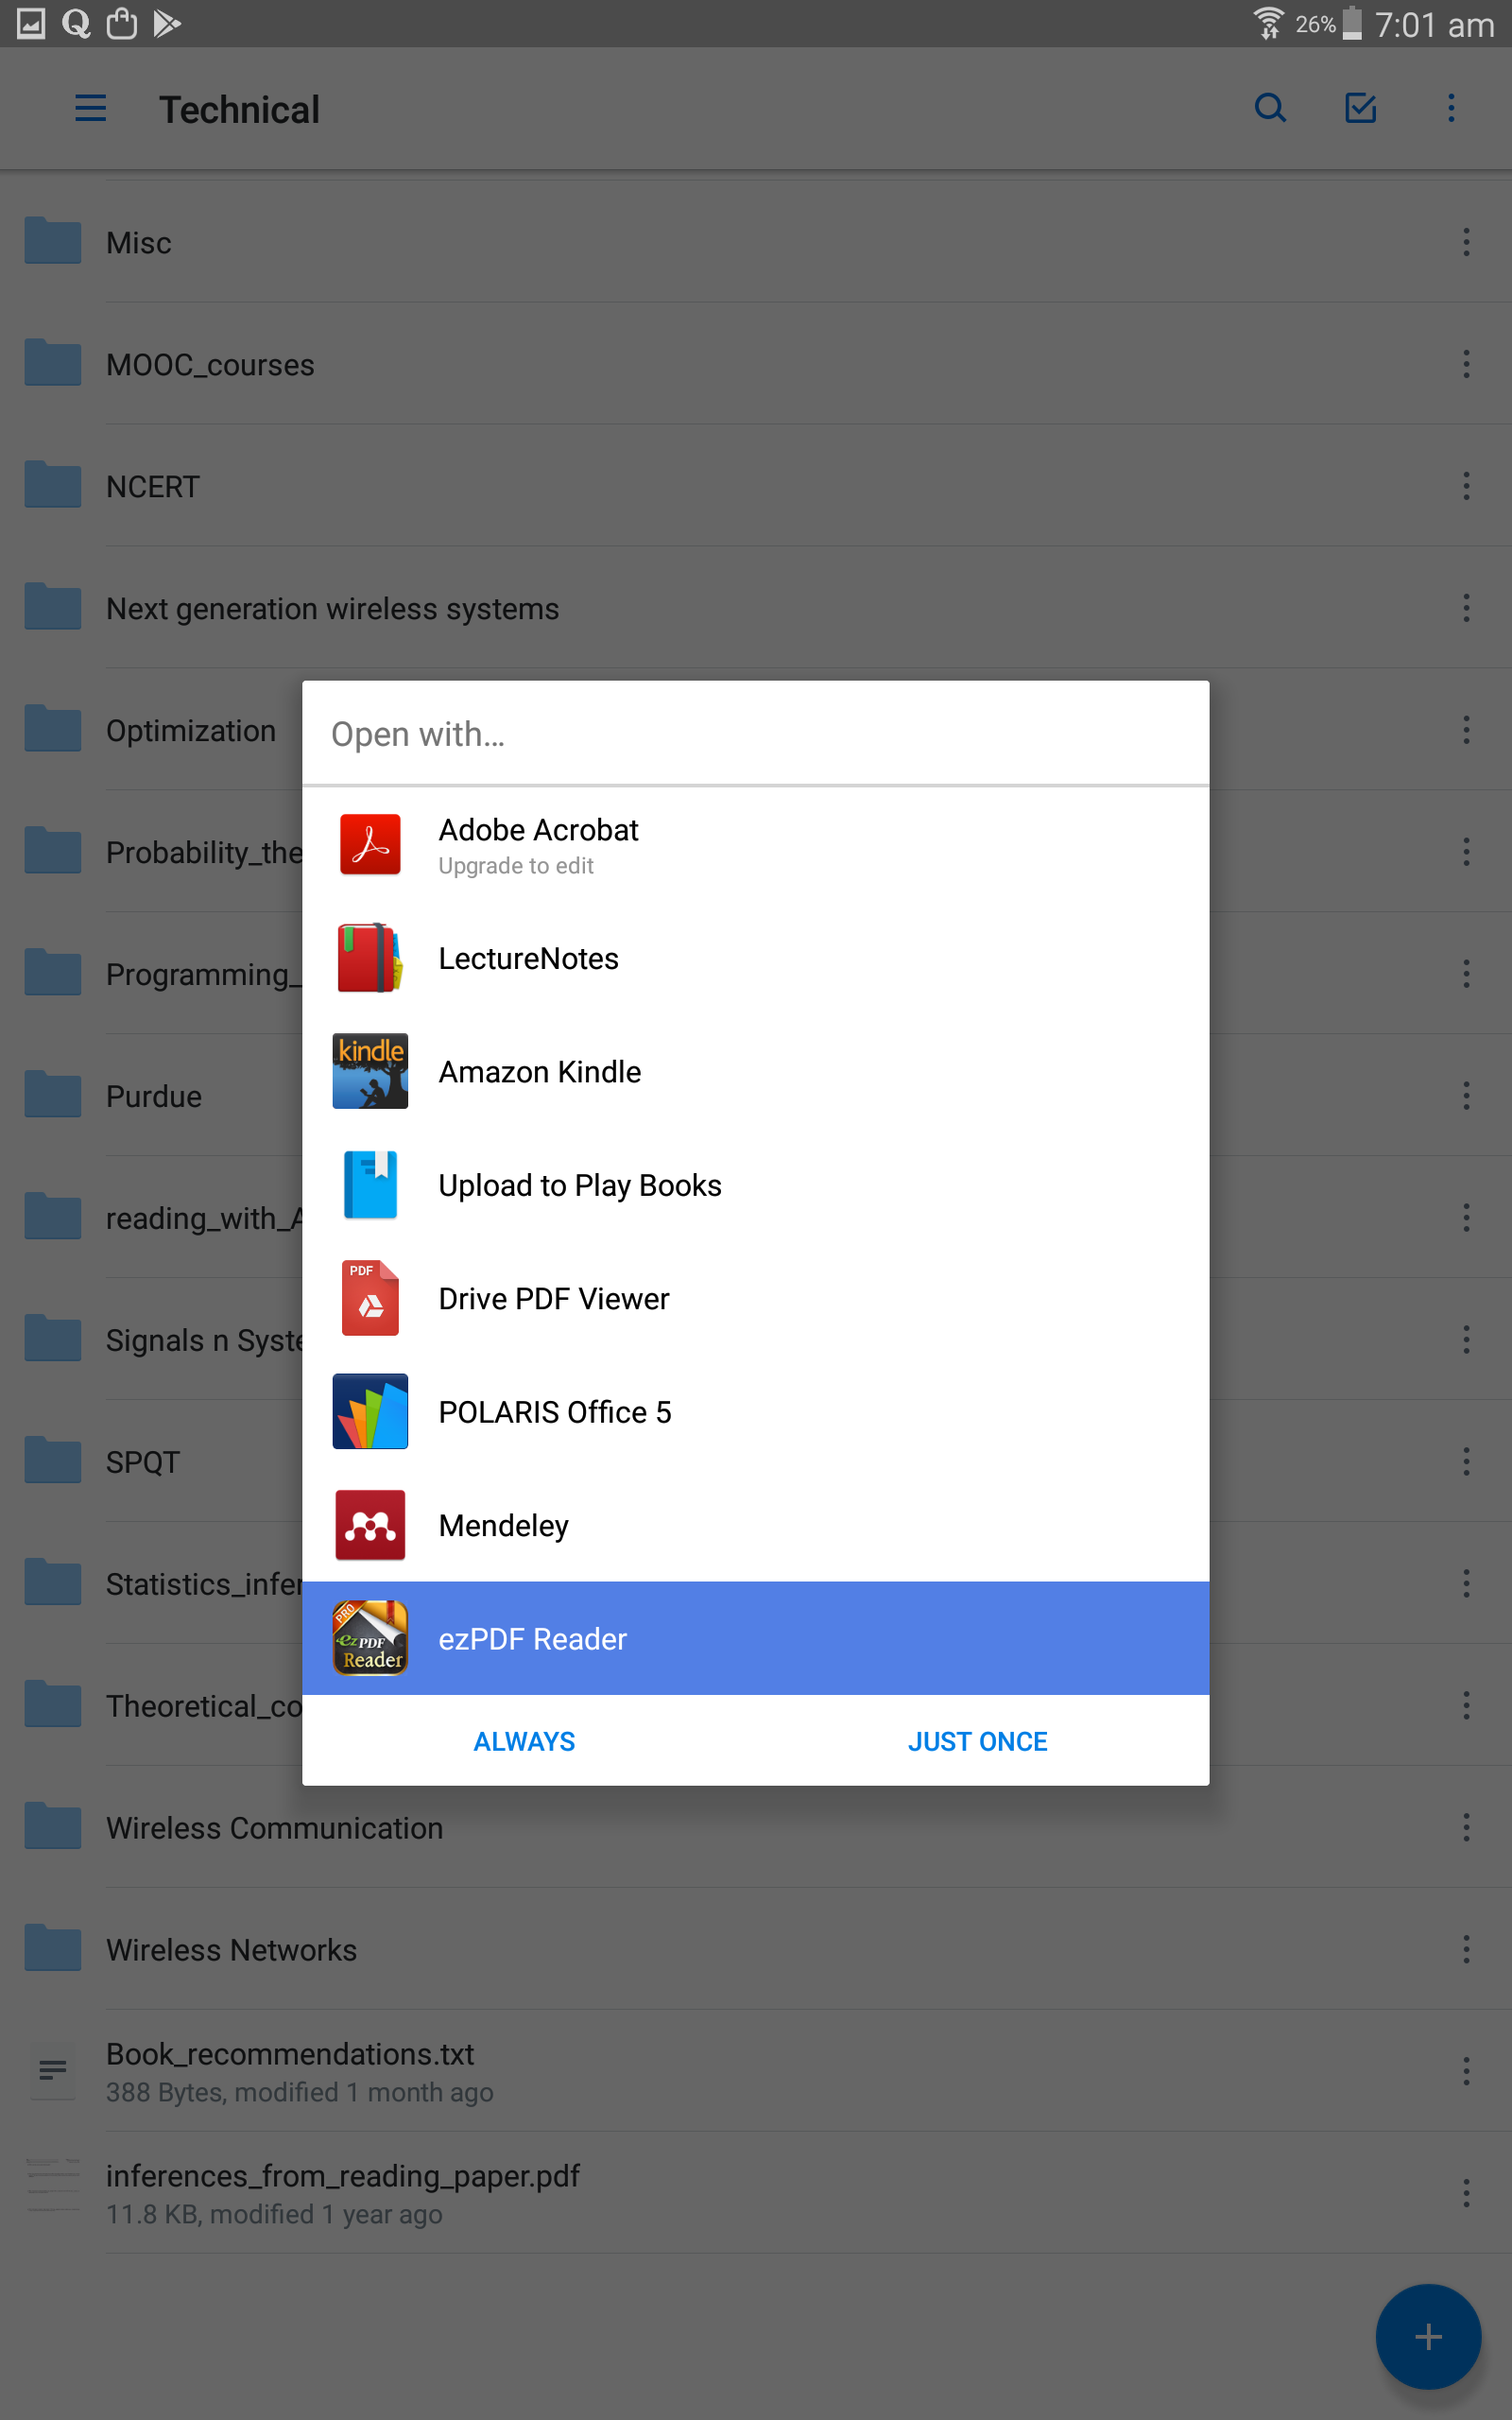 26% 7:01 am
Technical
Misc
MOOC_courses
NCERT
Next generation wireless systems
Optimization
Probability_the
Programming_
Purdue
reading_with_A
Signals n Syste
SPQT
Statistics_infer
Theoretical_co
Wireless Communication
Wireless Networks
Book_recommendations.txt
388 Bytes, modified 1 month ago
inferences_from_reading_paper.pdf
11.8 KB, modified 1 year ago
Open with...
Adobe Acrobat
Upgrade to edit
LectureNotes
kindle
Amazon Kindle
Upload to Play Books
PDF
Drive PDF Viewer
POLARIS Office 5
Mendeley
PRO
ez PDF
Reader
ezPDF Reader
ALWAYS
JUST ONCE